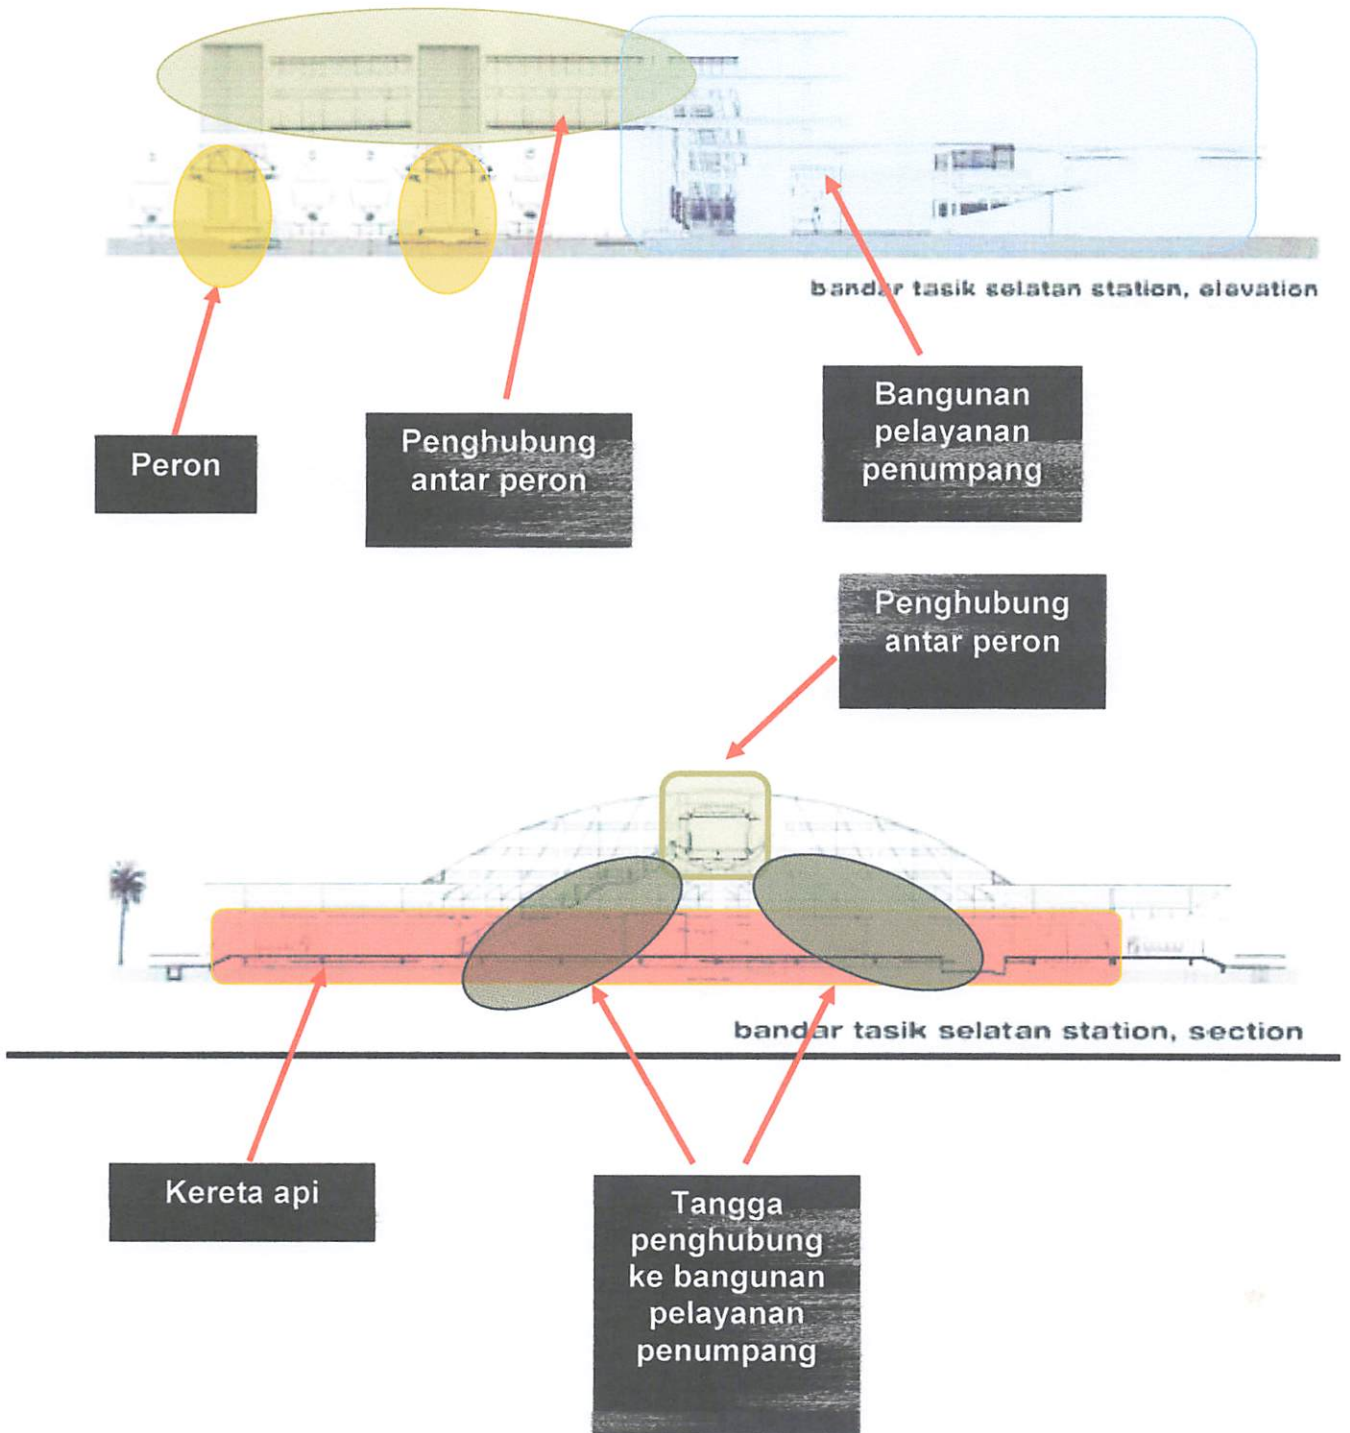 bandar tasik selatan station, elevation
Peron
Penghubung
antar peron
Bangunan
pelayanan
penumpang
Penghubung
antar peron
bandar tasik selatan station, section
Kereta api
Tangga
penghubung
ke bangunan
pelayanan
penumpang